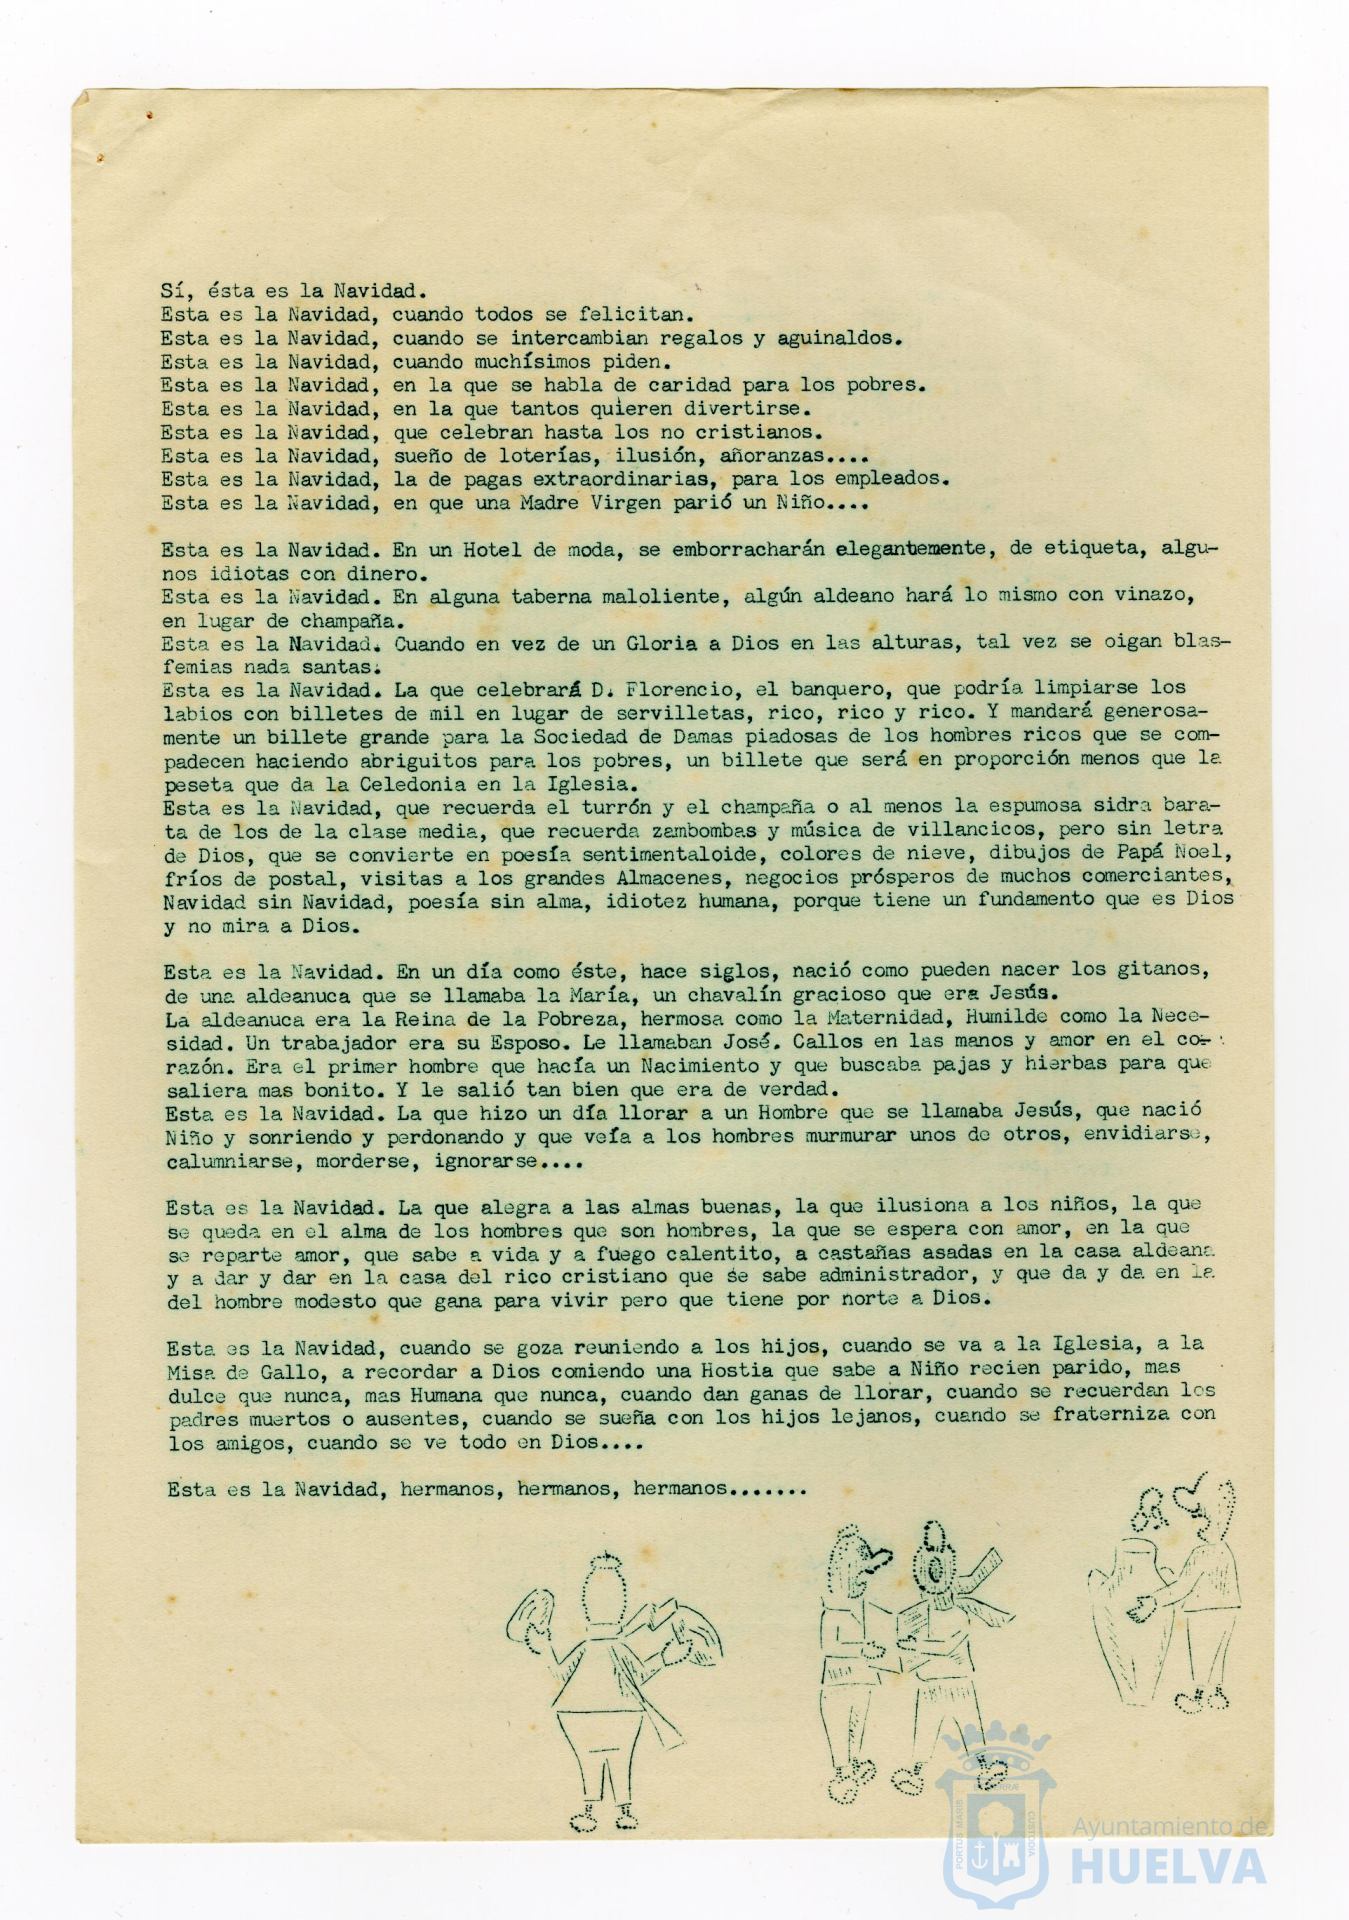 Sí, ésta es la Navidad.
Esta es la Navidad, cuando todos se felicitan.
Esta es la Navidad, cuando se intercambian regalos y aguinaldos.
Esta es la Navidad, cuando muchísimos piden.
Esta es la Navidad, en la que se habla de caridad para los pobres.
Esta es la Navidad, en la que tantos quieren divertirse.
Esta es la Navidad, que celebran hasta los no cristianos.
Esta es la Navidad, sueño de loterías, ilusión, añoranzas....
Esta es la Navidad, la de pagas extraordinarias, para los empleados.
Esta es la Navidad, en que una Madre Virgen parió un Niño....
Esta es la Navidad. En un Hotel de moda, se emborracharán elegantemente, de etiqueta, algu-
nos idiotas con dinero.
Esta es la Navidad. En alguna taberna maloliente, algún aldeano hará lo mismo con vinazo,
en lugar de champaña.
Esta es la Navidad. Cuando en vez de un Gloria a Dios en las alturas, tal vez se oigan blas-
femias nada santas.
Esta es la Navidad. La que celebrará D. Florencio, el banquero, que podría limpiarse los
labios con billetes de mil en lugar de servilletas, rico, rico y rico. Y mandará generosa-
mente un billete grande para la Sociedad de Damas piadosas de los hombres ricos que se com-
padecen haciendo abriguitos para los pobres, un billete que será en proporción menos que la
peseta que da la Celedonia en la Iglesia.
Esta es la Navidad, que recuerda el turrón y el champaña o al menos la espumosa sidra bara-
ta de los de la clase media, que recuerda zambombas y música de villancicos, pero sin letra
de Dios, que se convierte en poesía sentimentaloide, colores de nieve, dibujos de Papá Noel,
fríos de postal, visitas a los grandes Almacenes, negocios prósperos de muchos comerciantes,
Navidad sin Navidad, poesía sin alma, idiotez humana, porque tiene un fundamento que es Dios
y no mira a Dios.
Esta es la Navidad. En un día como éste, hace siglos, nació como pueden nacer los gitanos,
de una aldeanuca que se llamaba la María, un chavalín gracioso que era Jesús.
La aldeanuca era la Reina de la Pobreza, hermosa como la Maternidad, Humilde como la Nece-
sidad. Un trabajador era su Esposo. Le llamaban José. Callos en las manos y amor en el co-
razón. Era el primer hombre que hacía un Nacimiento y que buscaba pajas y hierbas para que
saliera mas bonito. Y le salió tan bien que era de verdad.
Esta es la Navidad. La que hizo un día llorar a un Hombre que se llamaba Jesús, que nació
Niño y sonriendo y perdonando y que veía a los hombres murmurar unos de otros, envidiarse,
calumniarse, morderse, ignorarse....
Esta es la Navidad. La que alegra a las almas buenas, la que ilusiona a los niños, la que
se queda en el alma de los hombres que son hombres, la que se espera con amor, en la que
se reparte amor, que sabe a vida y a fuego calentito, a castañas asadas en la casa aldeana
y a dar y dar en la casa del rico cristiano que se sabe administrador, y que da y da en la
del hombre modesto que gana para vivir pero que tiene por norte a Dios.
Esta es la Navidad, cuando se goza reuniendo a los hijos, cuando se va a la Iglesia, a la
Misa de Gallo, a recordar a Dios comiendo una Hostia que sabe a Niño recien parido, mas
dulce que nunca, mas Humana que nunca, cuando dan ganas de llorar, cuando se recuerdan los
padres muertos o ausentes, cuando se sueña con los hijos lejanos, cuando se fraterniza con
los amigos, cuando se ve todo en Dios....
Esta es la Navidad, hermanos, hermanos, hermanos.......
PORTUS MARIS
CUSTODIA
Ayuntamiento de
HUELVA